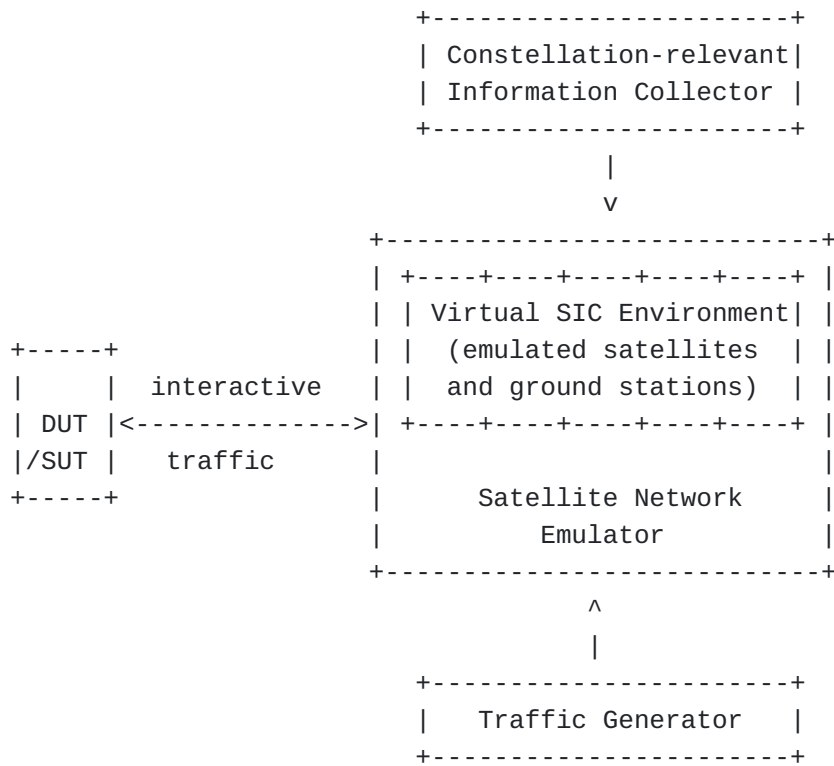 Constellation-relevant
Information Collector
Virtual SIC Environment
(emulated satellites
and ground stations)
interactive
DUT
/SUT
traffic
Satellite Network
Emulator
Traffic Generator